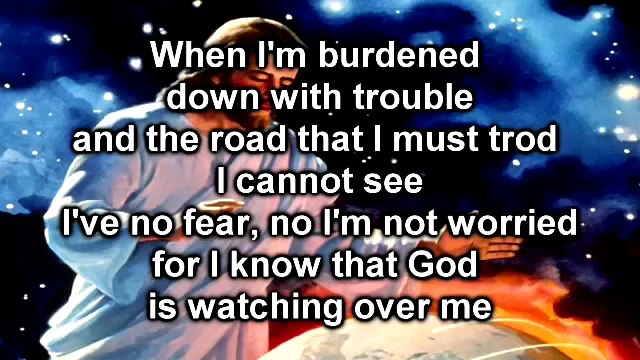 When I'm burdened
down with trouble
and the road that I must trod
I cannot see
I've no fear, no I'm not worried
for I know that God
is watching over me